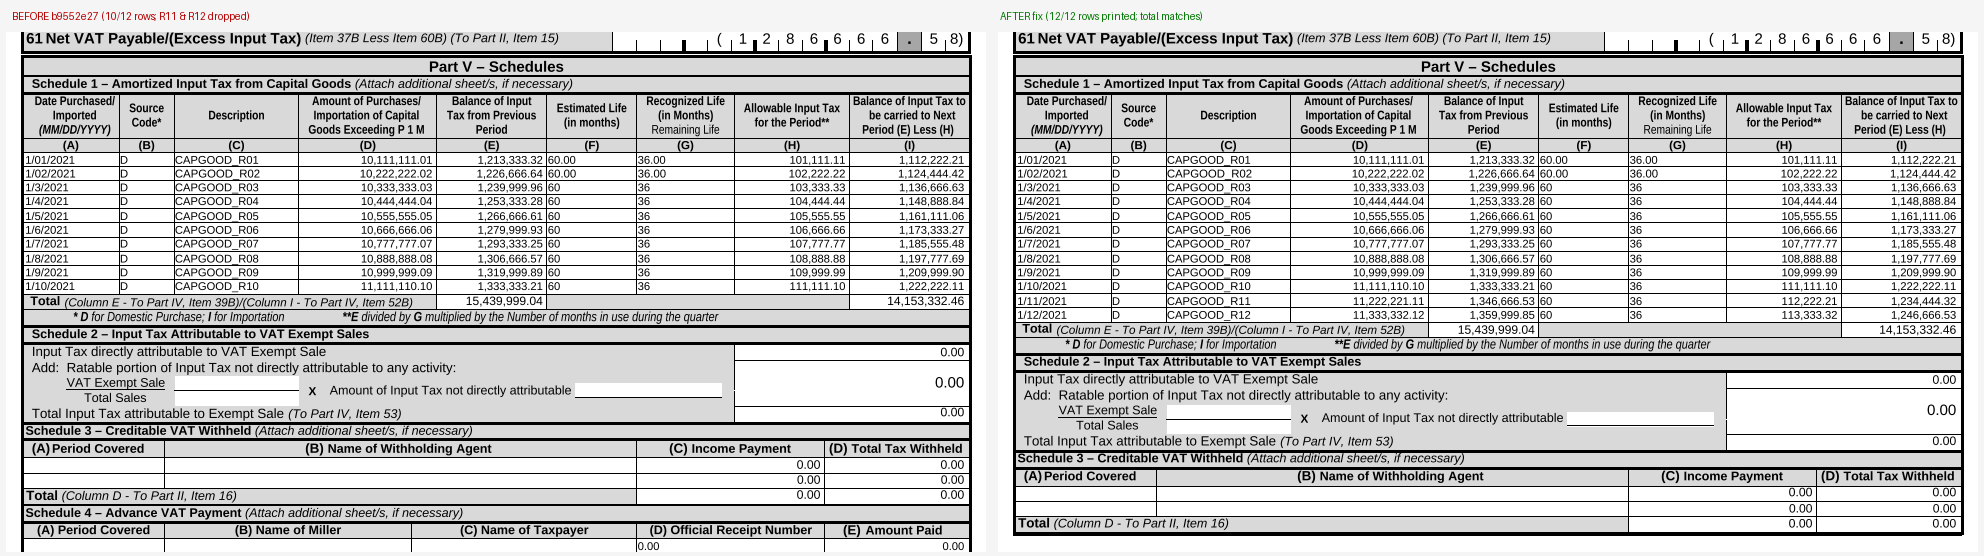 BEFORE b9552e27 (10/12 rows; R11 & R12 dropped)
61 Net VAT Payable/(Excess Input Tax) (Item 37B Less Item 60B) (To Part II, Item 15) ( 1 2 8 6 6 6 6 . 5 8)
Part V – Schedules
Schedule 1 – Amortized Input Tax from Capital Goods (Attach additional sheet/s, if necessary)
Date Purchased/ Imported (MM/DD/YYYY) Source Code* Description Amount of Purchases/ Importation of Capital Goods Exceeding P 1 M Balance of Input Tax from Previous Period Estimated Life (in months) Recognized Life (in Months) Remaining Life Allowable Input Tax for the Period** Balance of Input Tax to be carried to Next Period (E) Less (H)
(A) (B) (C) (D) (E) (F) (G) (H) (I)
1/01/2021 D CAPGOOD_R01 10,111,111.01 1,213,333.32 60.00 36.00 101,111.11 1,112,222.21
1/02/2021 D CAPGOOD_R02 10,222,222.02 1,226,666.64 60.00 36.00 102,222.22 1,124,444.42
1/3/2021 D CAPGOOD_R03 10,333,333.03 1,239,999.96 60 36 103,333.33 1,136,666.63
1/4/2021 D CAPGOOD_R04 10,444,444.04 1,253,333.28 60 36 104,444.44 1,148,888.84
1/5/2021 D CAPGOOD_R05 10,555,555.05 1,266,666.61 60 36 105,555.55 1,161,111.06
1/6/2021 D CAPGOOD_R06 10,666,666.06 1,279,999.93 60 36 106,666.66 1,173,333.27
1/7/2021 D CAPGOOD_R07 10,777,777.07 1,293,333.25 60 36 107,777.77 1,185,555.48
1/8/2021 D CAPGOOD_R08 10,888,888.08 1,306,666.57 60 36 108,888.88 1,197,777.69
1/9/2021 D CAPGOOD_R09 10,999,999.09 1,319,999.89 60 36 109,999.99 1,209,999.90
1/10/2021 D CAPGOOD_R10 11,111,110.10 1,333,333.21 60 36 111,111.10 1,222,222.11
Total (Column E - To Part IV, Item 39B)/(Column I - To Part IV, Item 52B) 15,439,999.04 14,153,332.46
* D for Domestic Purchase; I for Importation **E divided by G multiplied by the Number of months in use during the quarter
Schedule 2 – Input Tax Attributable to VAT Exempt Sales
Input Tax directly attributable to VAT Exempt Sale 0.00
Add: Ratable portion of Input Tax not directly attributable to any activity:
VAT Exempt Sale x Amount of Input Tax not directly attributable 0.00
Total Sales
Total Input Tax attributable to Exempt Sale (To Part IV, Item 53) 0.00
Schedule 3 – Creditable VAT Withheld (Attach additional sheet/s, if necessary)
(A) Period Covered (B) Name of Withholding Agent (C) Income Payment (D) Total Tax Withheld
0.00 0.00
0.00 0.00
Total (Column D - To Part II, Item 16) 0.00 0.00
Schedule 4 – Advance VAT Payment (Attach additional sheet/s, if necessary)
(A) Period Covered (B) Name of Miller (C) Name of Taxpayer (D) Official Receipt Number (E) Amount Paid
0.00 0.00
AFTER fix (12/12 rows printed; total matches)
61 Net VAT Payable/(Excess Input Tax) (Item 37B Less Item 60B) (To Part II, Item 15) ( 1 2 8 6 6 6 6 . 5 8)
Part V – Schedules
Schedule 1 – Amortized Input Tax from Capital Goods (Attach additional sheet/s, if necessary)
Date Purchased/ Imported (MM/DD/YYYY) Source Code* Description Amount of Purchases/ Importation of Capital Goods Exceeding P 1 M Balance of Input Tax from Previous Period Estimated Life (in months) Recognized Life (in Months) Remaining Life Allowable Input Tax for the Period** Balance of Input Tax to be carried to Next Period (E) Less (H)
(A) (B) (C) (D) (E) (F) (G) (H) (I)
1/01/2021 D CAPGOOD_R01 10,111,111.01 1,213,333.32 60.00 36.00 101,111.11 1,112,222.21
1/02/2021 D CAPGOOD_R02 10,222,222.02 1,226,666.64 60.00 36.00 102,222.22 1,124,444.42
1/3/2021 D CAPGOOD_R03 10,333,333.03 1,239,999.96 60 36 103,333.33 1,136,666.63
1/4/2021 D CAPGOOD_R04 10,444,444.04 1,253,333.28 60 36 104,444.44 1,148,888.84
1/5/2021 D CAPGOOD_R05 10,555,555.05 1,266,666.61 60 36 105,555.55 1,161,111.06
1/6/2021 D CAPGOOD_R06 10,666,666.06 1,279,999.93 60 36 106,666.66 1,173,333.27
1/7/2021 D CAPGOOD_R07 10,777,777.07 1,293,333.25 60 36 107,777.77 1,185,555.48
1/8/2021 D CAPGOOD_R08 10,888,888.08 1,306,666.57 60 36 108,888.88 1,197,777.69
1/9/2021 D CAPGOOD_R09 10,999,999.09 1,319,999.89 60 36 109,999.99 1,209,999.90
1/10/2021 D CAPGOOD_R10 11,111,110.10 1,333,333.21 60 36 111,111.10 1,222,222.11
1/11/2021 D CAPGOOD_R11 11,222,221.11 1,346,666.53 60 36 112,222.21 1,234,444.32
1/12/2021 D CAPGOOD_R12 11,333,332.12 1,359,999.85 60 36 113,333.32 1,246,666.53
Total (Column E - To Part IV, Item 39B)/(Column I - To Part IV, Item 52B) 15,439,999.04 14,153,332.46
* D for Domestic Purchase; I for Importation **E divided by G multiplied by the Number of months in use during the quarter
Schedule 2 – Input Tax Attributable to VAT Exempt Sales
Input Tax directly attributable to VAT Exempt Sale 0.00
Add: Ratable portion of Input Tax not directly attributable to any activity:
VAT Exempt Sale x Amount of Input Tax not directly attributable 0.00
Total Sales
Total Input Tax attributable to Exempt Sale (To Part IV, Item 53) 0.00
Schedule 3 – Creditable VAT Withheld (Attach additional sheet/s, if necessary)
(A) Period Covered (B) Name of Withholding Agent (C) Income Payment (D) Total Tax Withheld
0.00 0.00
0.00 0.00
Total (Column D - To Part II, Item 16) 0.00 0.00